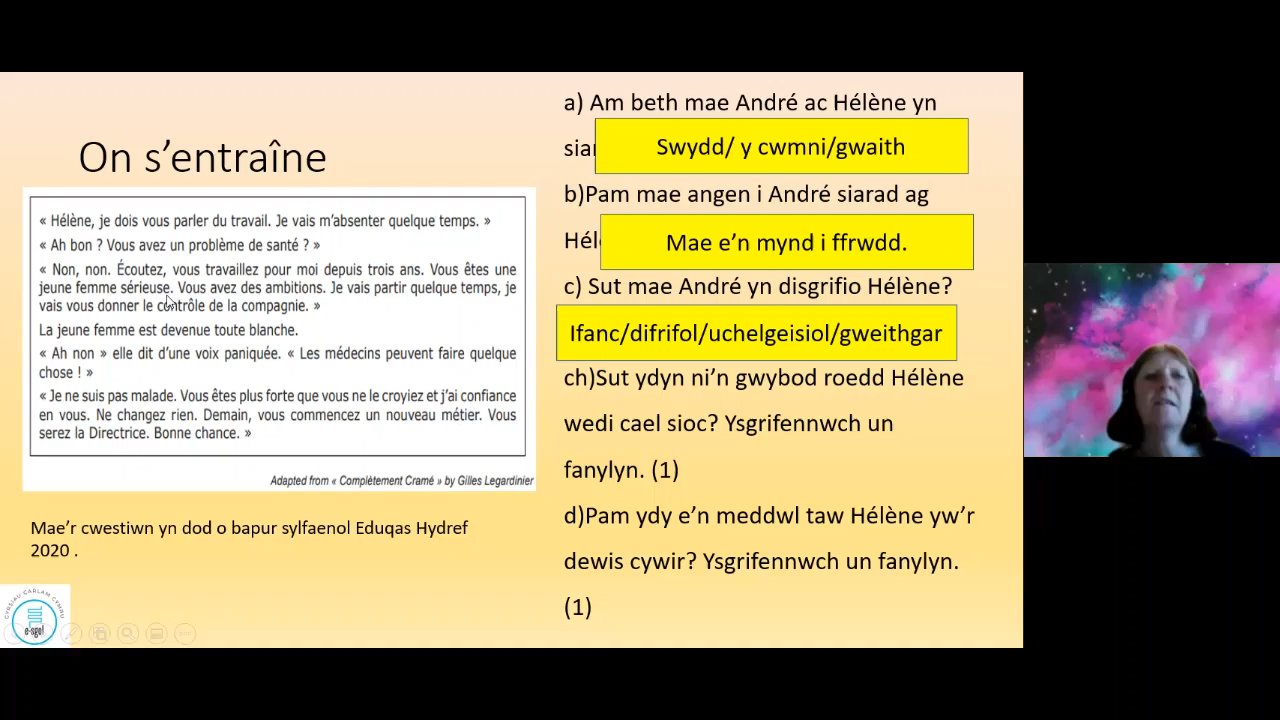 On s’entraîne
« Hélène, je dois vous parler du travail. Je vais m’absenter quelque temps. »
« Ah bon ? Vous avez un problème de santé ? »
« Non, non. Écoutez, vous travaillez pour moi depuis trois ans. Vous êtes une
jeune femme sérieuse. Vous avez des ambitions. Je vais partir quelque temps, je
vais vous donner le contrôle de la compagnie. »
La jeune femme est devenue toute blanche.
« Ah non » elle dit d’une voix paniquée. « Les médecins peuvent faire quelque
chose ! »
« Je ne suis pas malade. Vous êtes plus forte que vous ne le croyiez et j’ai confiance
en vous. Ne changez rien. Demain, vous commencez un nouveau métier. Vous
serez la Directrice. Bonne chance. »
Adapted from « Complètement Cramé » by Gilles Legardinier
Mae’r cwestiwn yn dod o bapur sylfaenol Eduqas Hydref
2020 .
CYRSIAU CARLAM CYMRU
e-sgol
a) Am beth mae André ac Hélène yn
Swydd/ y cwmni/gwaith
b)Pam mae angen i André siarad ag
Mae e’n mynd i ffrwdd.
c) Sut mae André yn disgrifio Hélène?
Ifanc/difrifol/uchelgeisiol/gweithgar
ch)Sut ydyn ni’n gwybod roedd Hélène
wedi cael sioc? Ysgrifennwch un
fanylyn. (1)
d)Pam ydy e’n meddwl taw Hélène yw’r
dewis cywir? Ysgrifennwch un fanylyn.
(1)